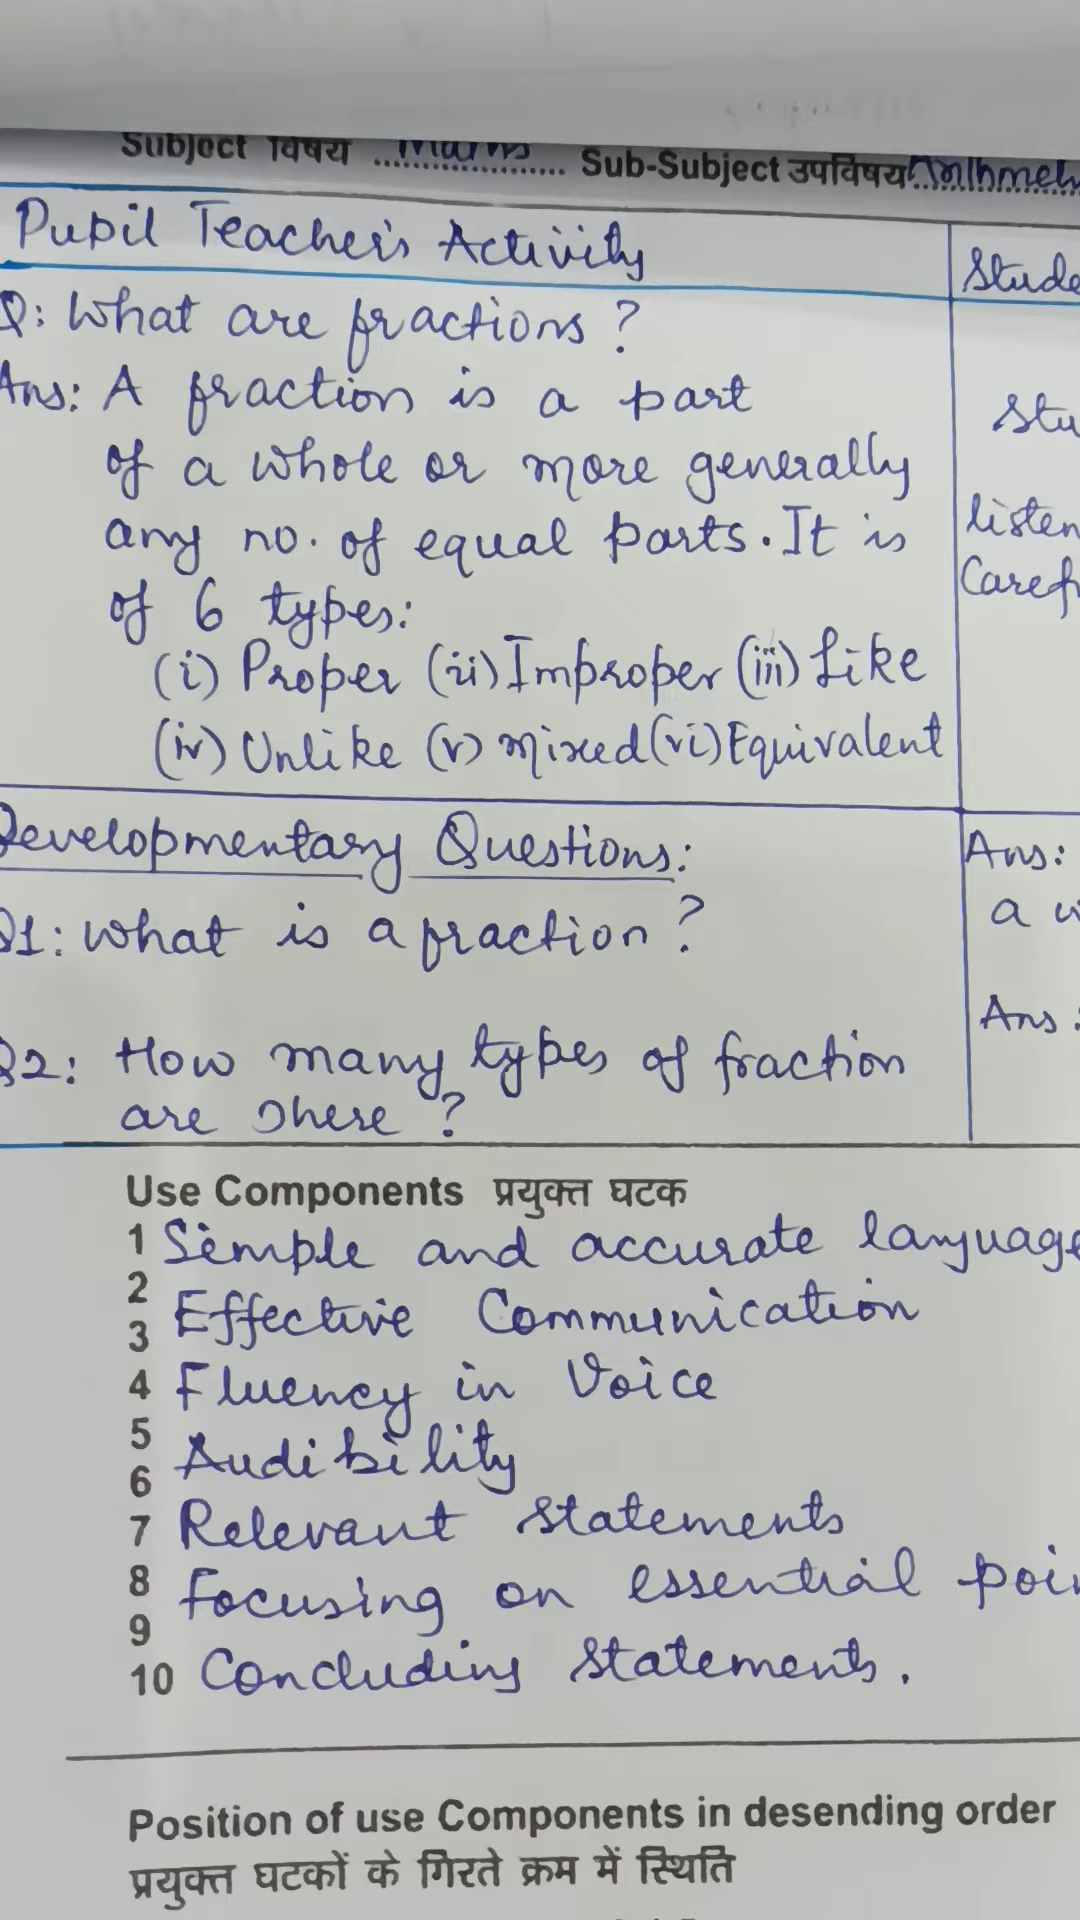 Subject विषय Maths Sub-Subject उपविषय
Pupil Teacher's Activity
Q: What are fractions?
Ans: A fraction is a part
of a whole or more generally
any no. of equal parts. It is
of 6 types:
(i) Proper (ii) Improper (iii) Like
(iv) Unlike (v) Mixed (vi) Equivalent
listen
Developmentary Questions:
Ans:
Q1: What is a fraction?
a
Ans:
Q2: How many types of fraction
are there?
Use Components प्रयुक्त घटक
1 Simple and accurate language
2
3 Effective Communication
4 Fluency in Voice
5
6 Audibility
7 Relevant statements
8 Focusing on essential
9
10 Concluding statements.
Position of use Components in desending order
प्रयुक्त घटकों के गिरते क्रम में स्थिति